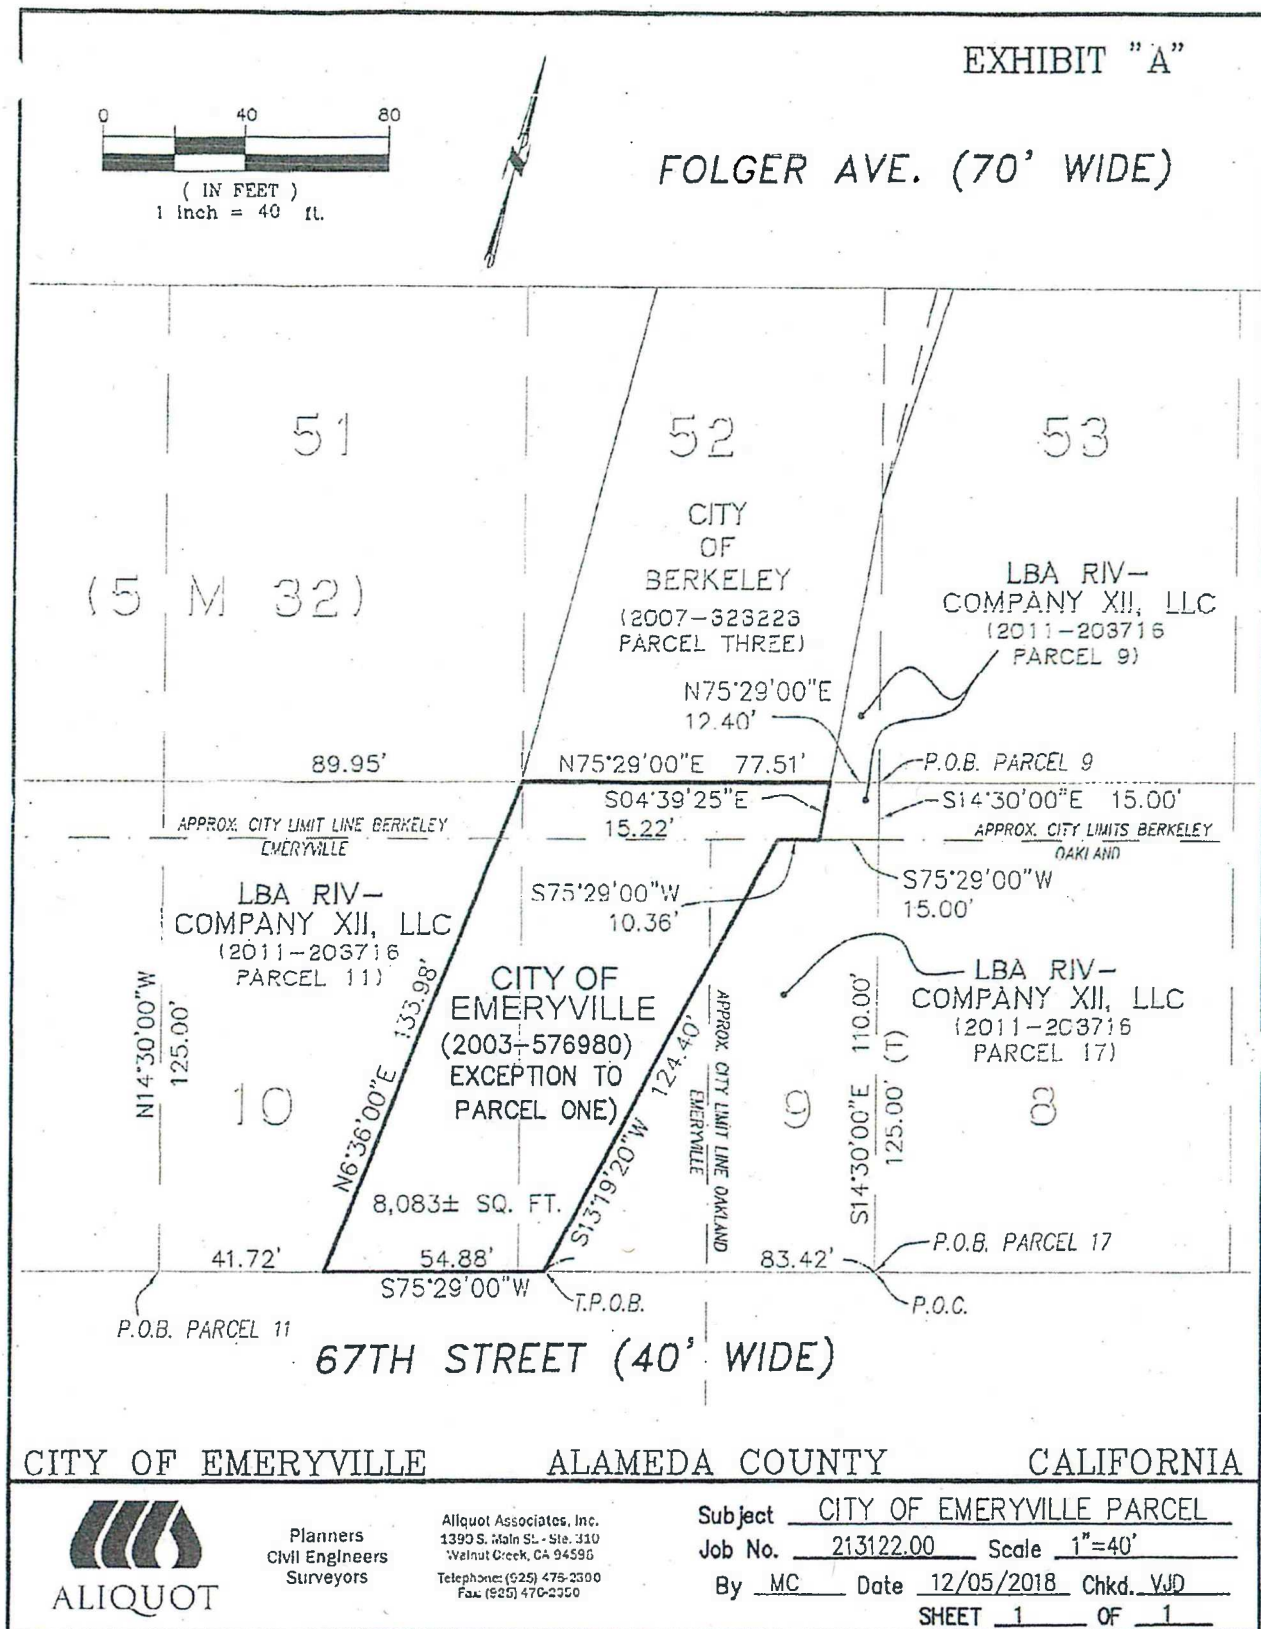 EXHIBIT "A"
0 40 80
( IN FEET )
1 inch = 40 ft.
N
FOLGER AVE. (70' WIDE)
51
52
53
(5 M 32)
CITY
OF
BERKELEY
(2007-323223
PARCEL THREE)
LBA RIV-
COMPANY XII, LLC
(2011-203716
PARCEL 9)
N75°29'00"E
12.40'
89.95'
N75°29'00"E 77.51'
P.O.B. PARCEL 9
S04°39'25"E
15.22'
S14°30'00"E 15.00'
APPROX. CITY LIMIT LINE BERKELEY
EMERYVILLE
APPROX. CITY LIMITS BERKELEY
OAKLAND
S75°29'00"W
10.36'
S75°29'00"W
15.00'
LBA RIV-
COMPANY XII, LLC
(2011-203716
PARCEL 11)
CITY OF
EMERYVILLE
(2003-576980)
EXCEPTION TO
PARCEL ONE)
LBA RIV-
COMPANY XII, LLC
(2011-203716
PARCEL 17)
N14°30'00"W
125.00'
N6°36'00"E 133.98'
S13°19'20"W 124.40'
APPROX. CITY LIMIT LINE OAKLAND
EMERYVILLE
S14°30'00"E 110.00'
125.00' (T)
10
9
8
8,083± SQ. FT.
41.72'
54.88'
S75°29'00"W
83.42'
P.O.B. PARCEL 17
T.P.O.B.
P.O.C.
P.O.B. PARCEL 11
67TH STREET (40' WIDE)
CITY OF EMERYVILLE ALAMEDA COUNTY CALIFORNIA
ALIQUOT
Planners
Civil Engineers
Surveyors
Aliquot Associates, Inc.
1390 S. Main St. - Ste. 310
Walnut Creek, CA 94596
Telephone: (925) 476-2300
Fax: (925) 476-2350
Subject CITY OF EMERYVILLE PARCEL
Job No. 213122.00 Scale 1"=40'
By MC Date 12/05/2018 Chkd. VJD
SHEET 1 OF 1